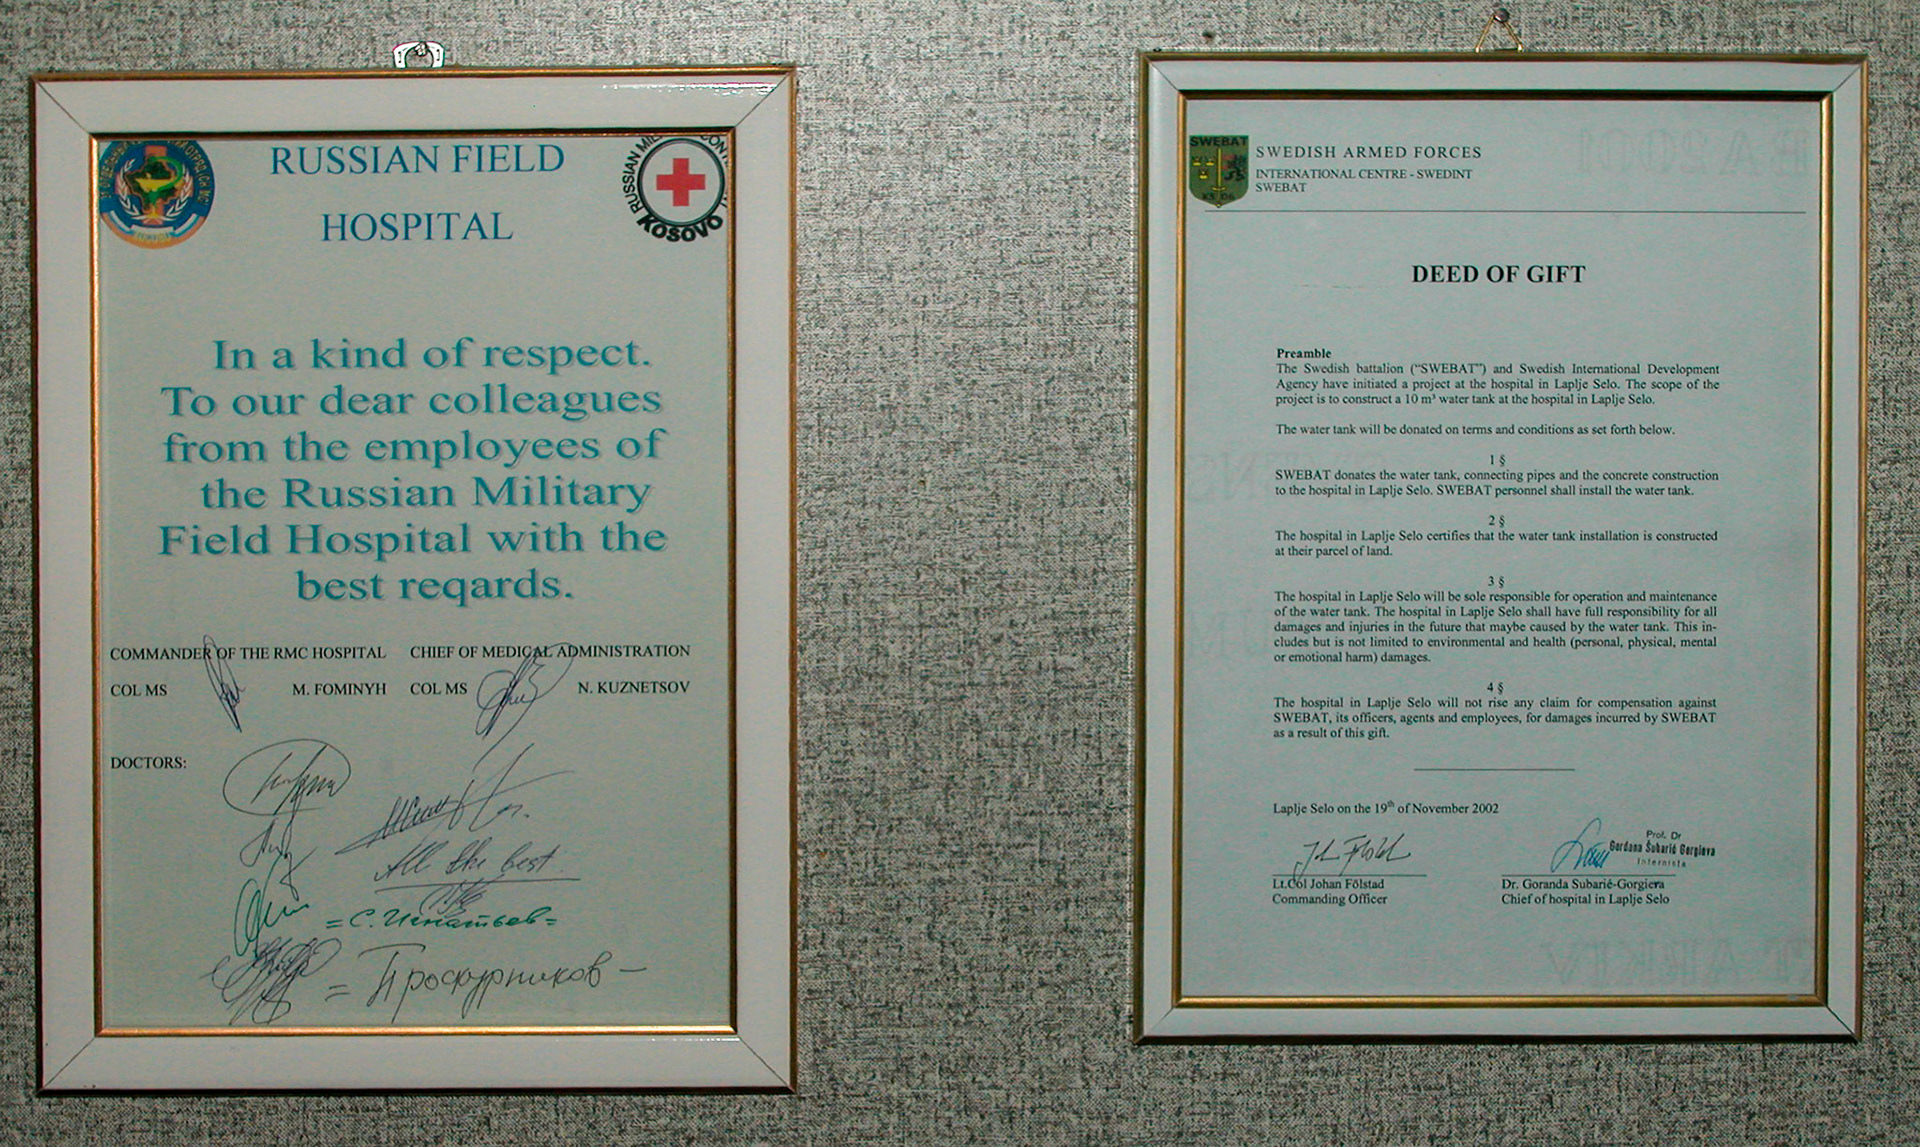 RUSSIAN FIELD
HOSPITAL
RUSSIAN MIL
CON
KOSOVO
In a kind of respect.
To our dear colleagues
from the employees of
the Russian Military
Field Hospital with the
best reqards.
COMMANDER OF THE RMC HOSPITAL CHIEF OF MEDICAL ADMINISTRATION
COL MS M. FOMINYH COL MS N. KUZNETSOV
DOCTORS:
All the best
=С. Игнатьев=
= Проскурников –
SWEBAT
SWEDISH ARMED FORCES
INTERNATIONAL CENTRE - SWEDINT
SWEBAT
DEED OF GIFT
Preamble
The Swedish battalion (“SWEBAT”) and Swedish International Development
Agency have initiated a project at the hospital in Laplje Selo. The scope of the
project is to construct a 10 m³ water tank at the hospital in Laplje Selo.
The water tank will be donated on terms and conditions as set forth below.
1 §
SWEBAT donates the water tank, connecting pipes and the concrete construction
to the hospital in Laplje Selo. SWEBAT personnel shall install the water tank.
2 §
The hospital in Laplje Selo certifies that the water tank installation is constructed
at their parcel of land.
3 §
The hospital in Laplje Selo will be sole responsible for operation and maintenance
of the water tank. The hospital in Laplje Selo shall have full responsibility for all
damages and injuries in the future that maybe caused by the water tank. This in-
cludes but is not limited to environmental and health (personal, physical, mental
or emotional harm) damages.
4 §
The hospital in Laplje Selo will not rise any claim for compensation against
SWEBAT, its officers, agents and employees, for damages incurred by SWEBAT
as a result of this gift.
Laplje Selo on the 19th of November 2002
Prof. Dr
Gordana Šubarić Gorgieva
Internista
Lt.Col Johan Fölstad Dr. Goranda Subarić-Gorgiera
Commanding Officer Chief of hospital in Laplje Selo